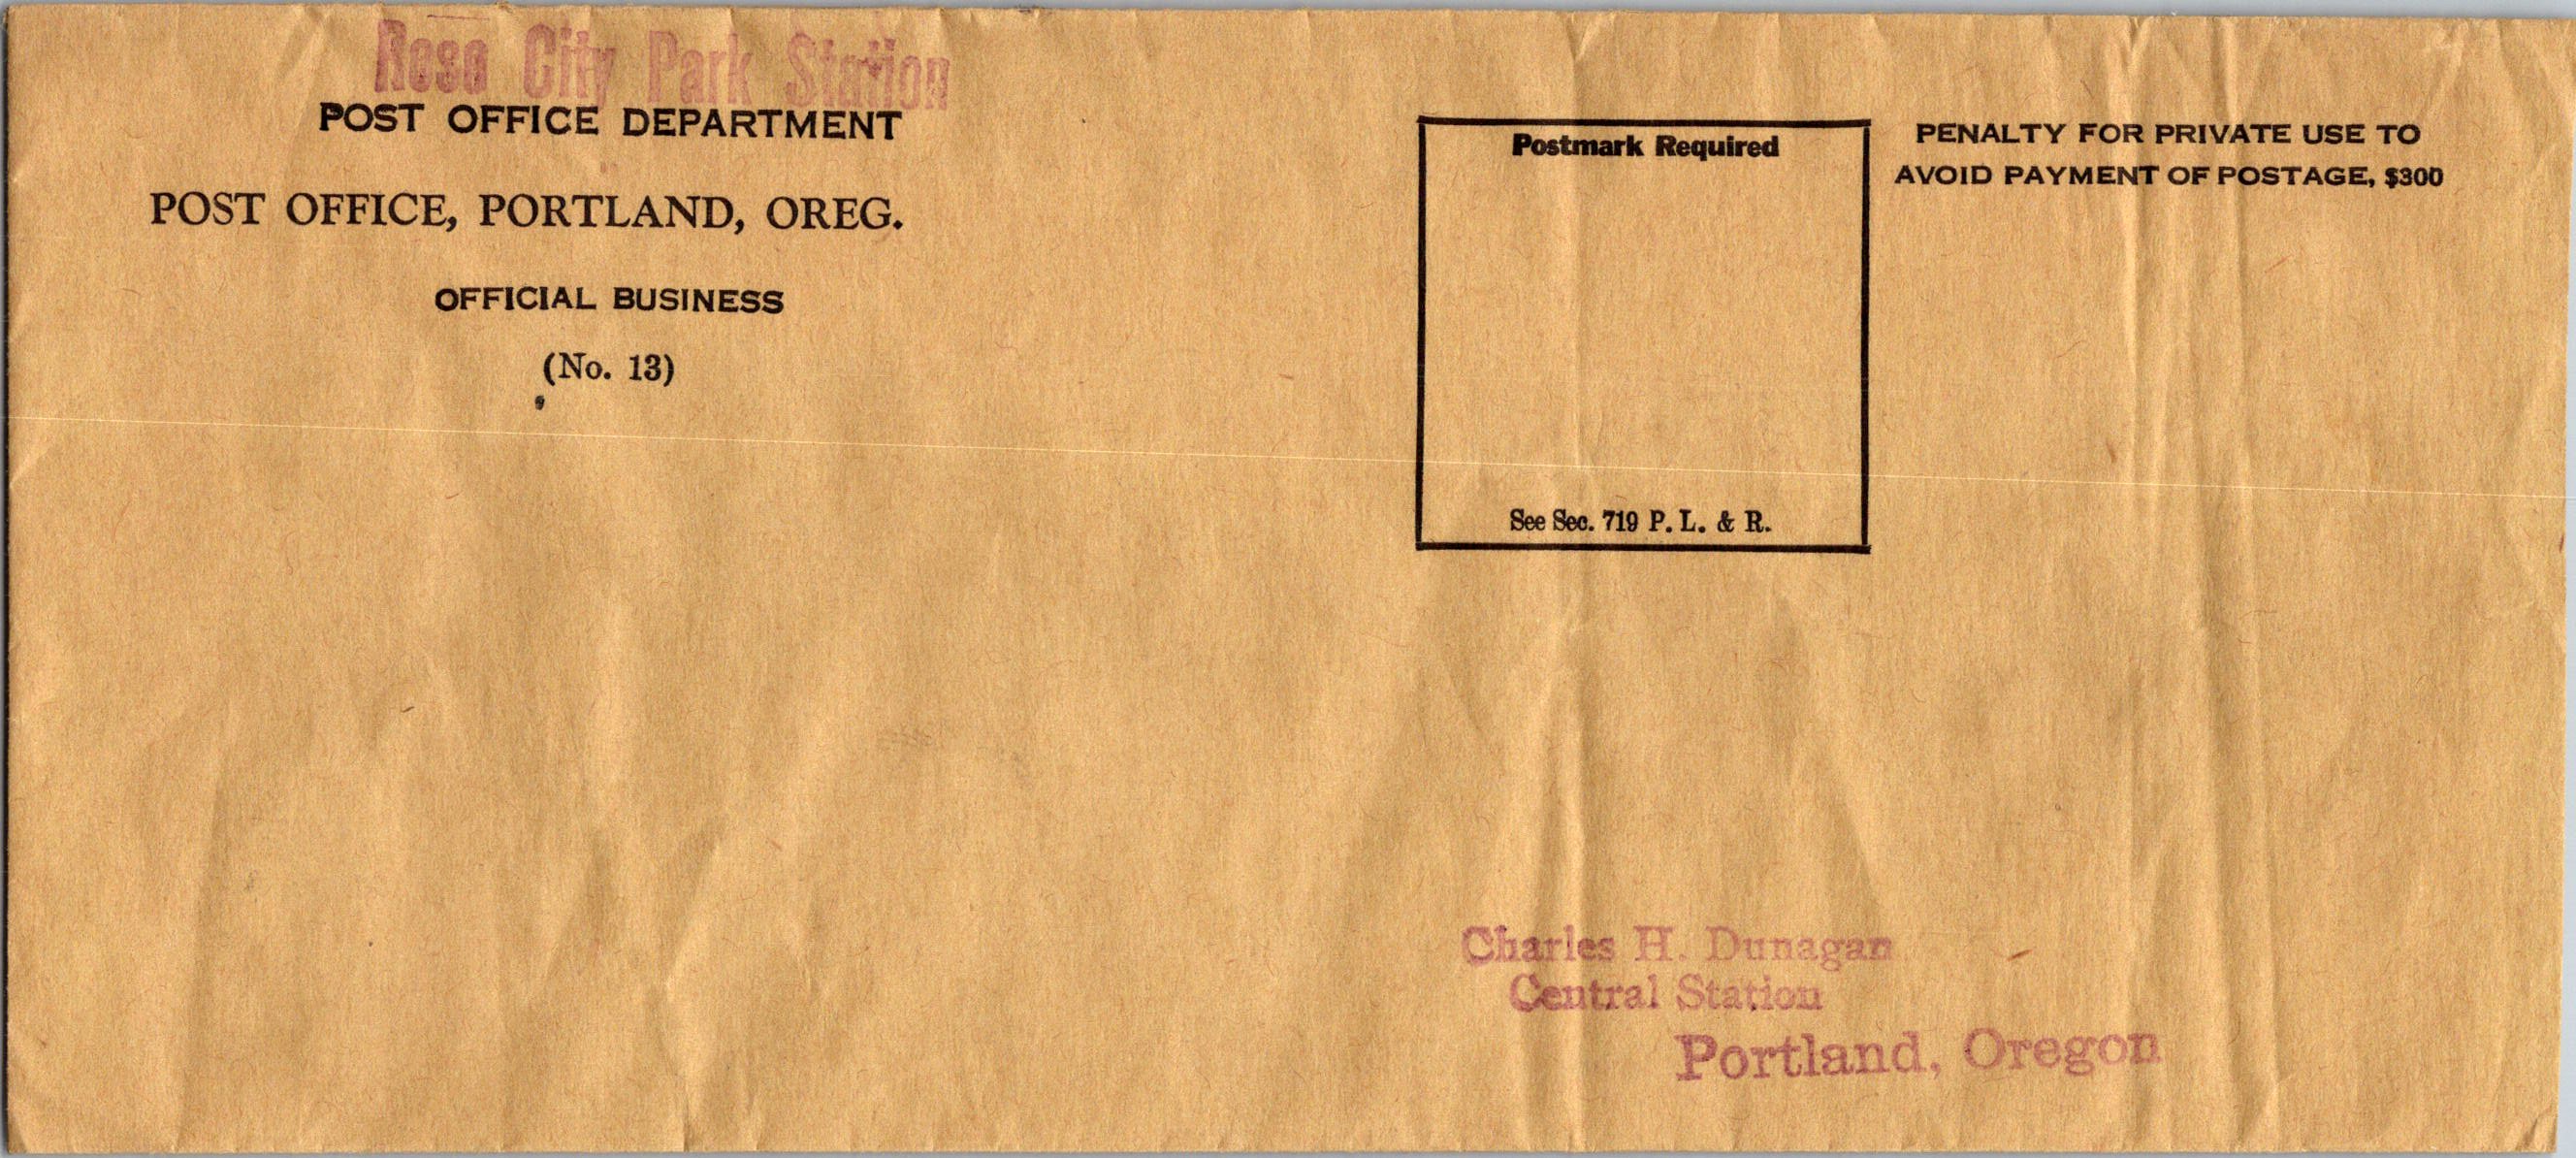 Rose City Park Station
POST OFFICE DEPARTMENT
POST OFFICE, PORTLAND, OREG.
OFFICIAL BUSINESS
(No. 13)
Postmark Required
See Sec. 719 P. L. & R.
PENALTY FOR PRIVATE USE TO
AVOID PAYMENT OF POSTAGE, $300
Charles H. Dunagan
Central Station
Portland, Oregon